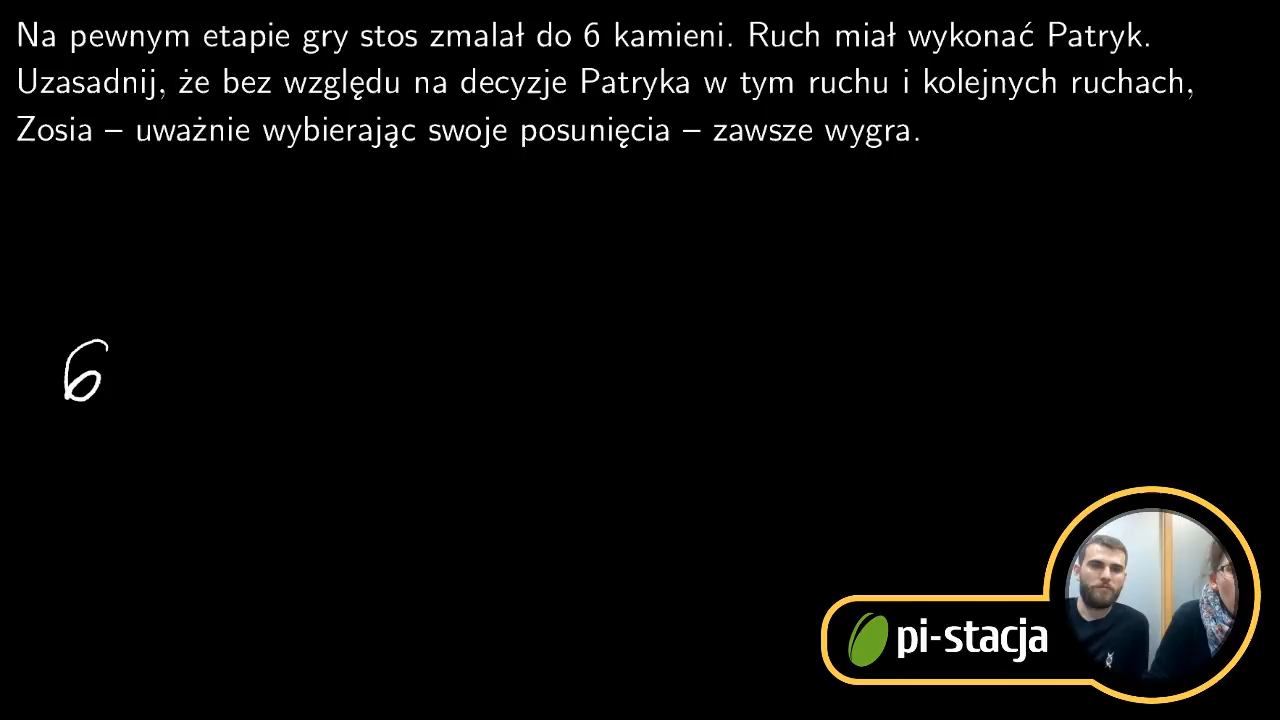 Na pewnym etapie gry stos zmalał do 6 kamieni. Ruch miał wykonać Patryk.
Uzasadnij, że bez względu na decyzje Patryka w tym ruchu i kolejnych ruchach,
Zosia – uważnie wybierając swoje posunięcia – zawsze wygra.
6
pi-stacja